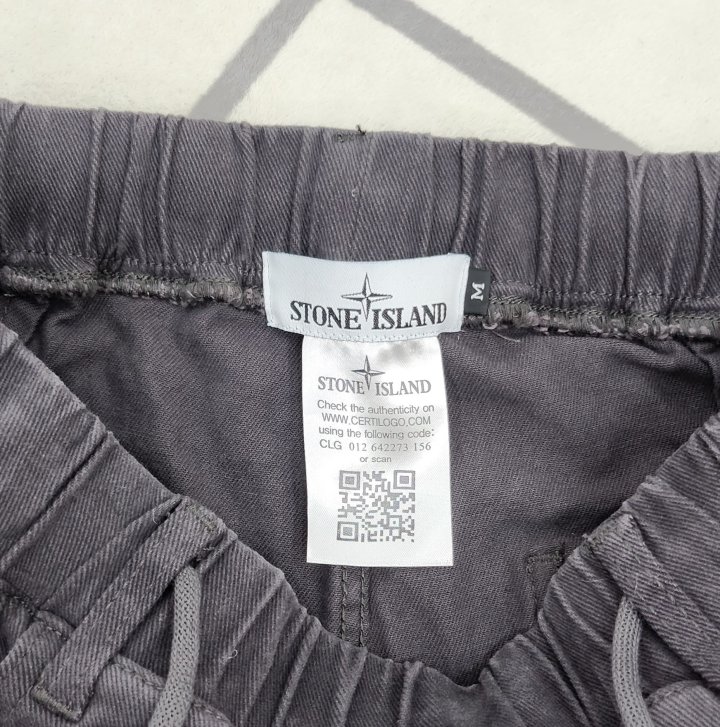 STONE ISLAND
M
STONE ISLAND
Check the authenticity on
WWW.CERTILOGO.COM
using the following code:
CLG 012 642273 156
or scan